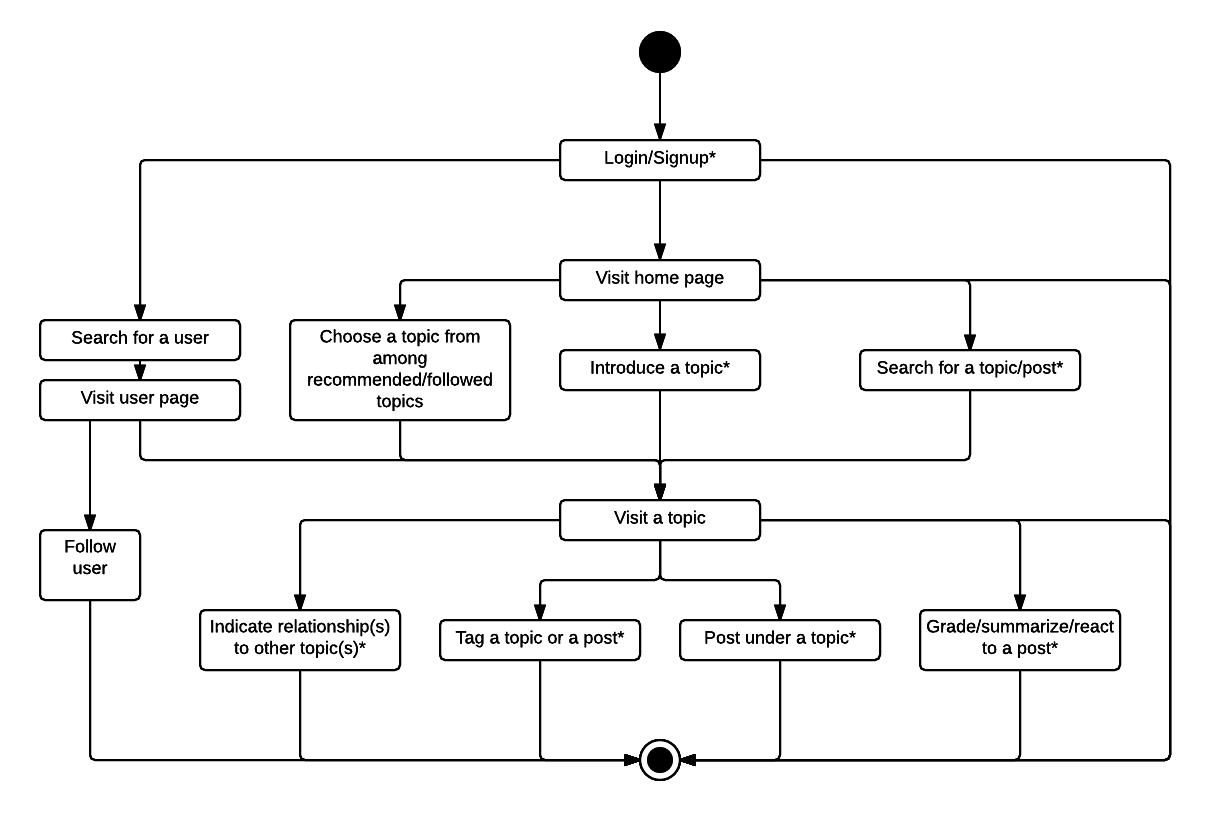 Login/Signup*
Visit home page
Search for a user
Choose a topic from
among
recommended/followed
topics
Introduce a topic*
Search for a topic/post*
Visit user page
Visit a topic
Follow
user
Indicate relationship(s)
to other topic(s)*
Tag a topic or a post*
Post under a topic*
Grade/summarize/react
to a post*